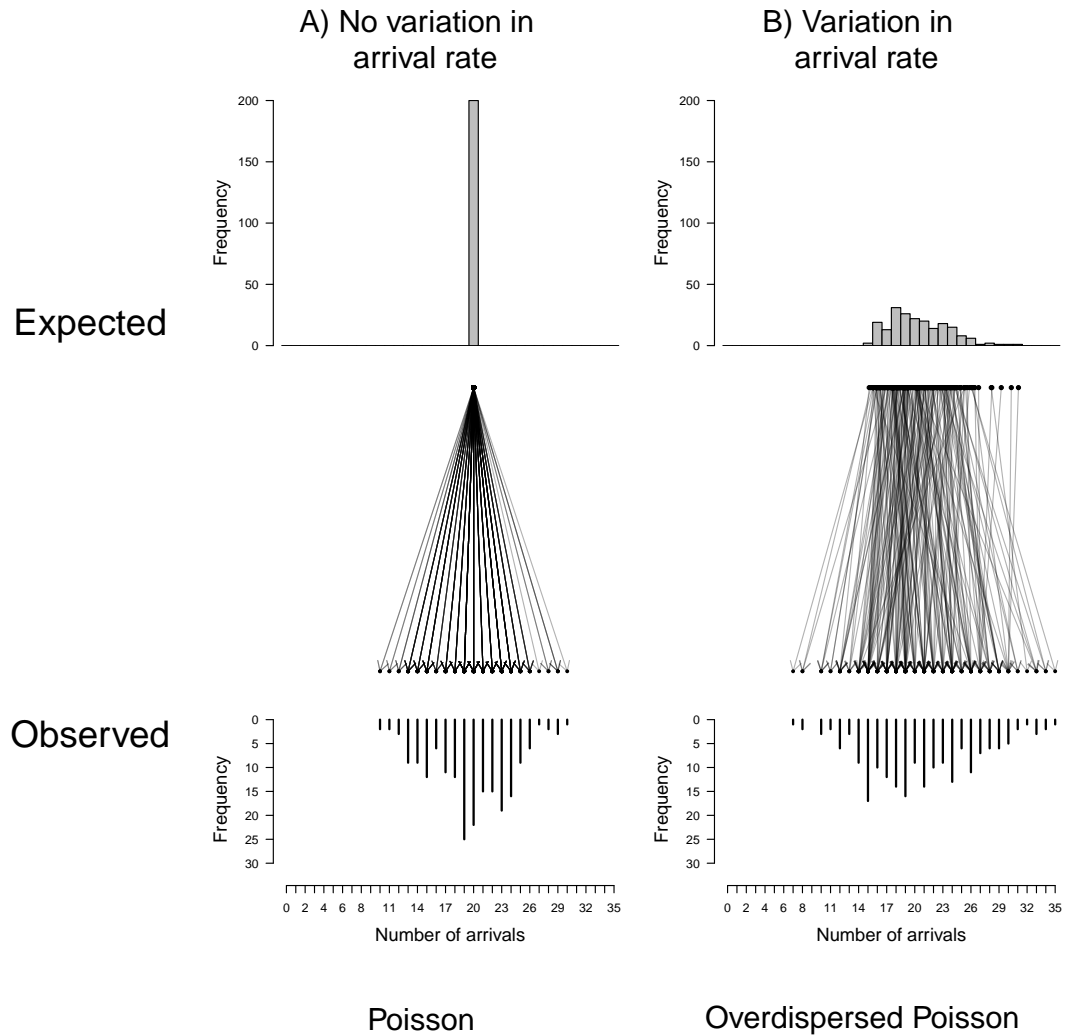 A) No variation in
arrival rate
B) Variation in
arrival rate
Expected
Frequency
200
150
100
50
0
Frequency
200
150
100
50
0
Observed
Frequency
0
5
10
15
20
25
30
0 2 4 6 8 11 14 17 20 23 26 29 32 35
Number of arrivals
Frequency
0
5
10
15
20
25
30
0 2 4 6 8 11 14 17 20 23 26 29 32 35
Number of arrivals
Poisson
Overdispersed Poisson